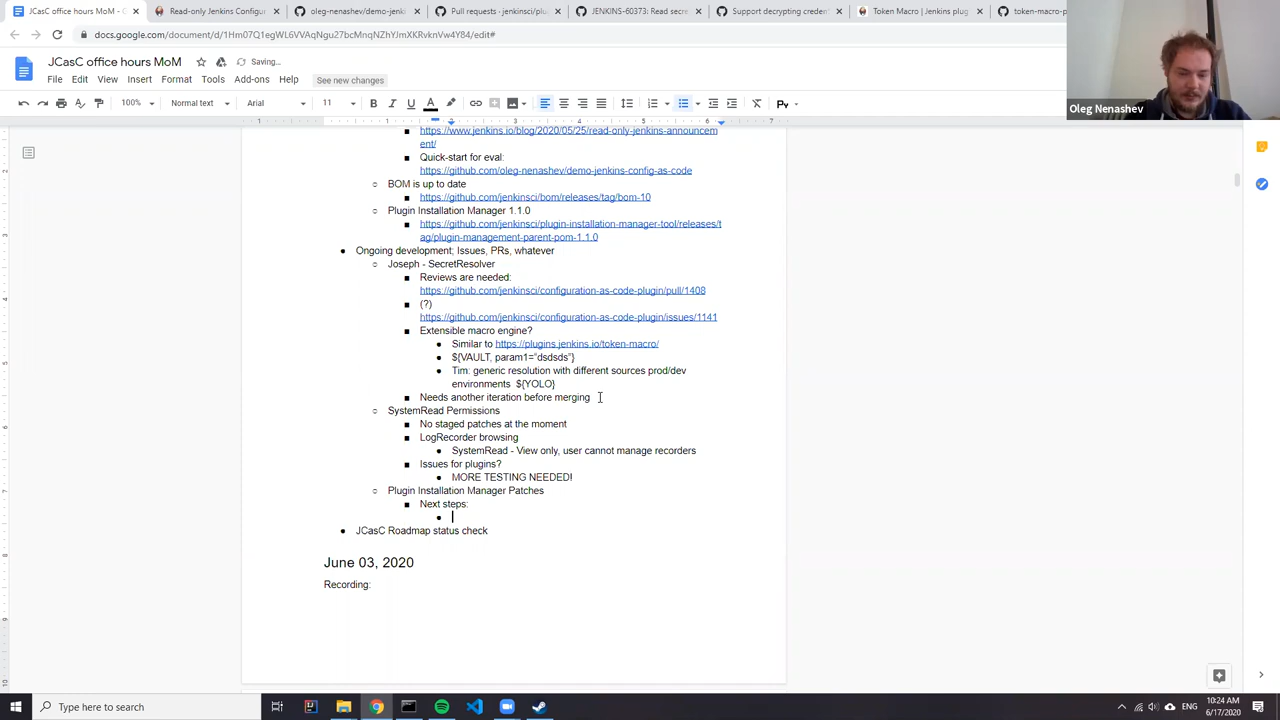 JCasC office hours MoM - G
Read-only Jenkins Configur
oleg-nenashev/demo-jenki
Pull requests · jenkinsci/plu
JENKINS-60373: Read secre
Support decrypting creden
Token Macro | Jenkins plug
token-macro-p
docs.google.com/document/d/1Hm07Q1egWL6VVAqNgu27bcMnqNZhYJmXKRvknVw4Y84/edit#
JCasC office hours MoM
Saving...
File Edit View Insert Format Tools Add-ons Help See new changes
100% Normal text Arial 11
Oleg Nenashev
https://www.jenkins.io/blog/2020/05/25/read-only-jenkins-announcem
ent/
Quick-start for eval:
https://github.com/oleg-nenashev/demo-jenkins-config-as-code
BOM is up to date
https://github.com/jenkinsci/bom/releases/tag/bom-10
Plugin Installation Manager 1.1.0
https://github.com/jenkinsci/plugin-installation-manager-tool/releases/t
ag/plugin-management-parent-pom-1.1.0
Ongoing development; Issues, PRs, whatever
Joseph - SecretResolver
Reviews are needed:
https://github.com/jenkinsci/configuration-as-code-plugin/pull/1408
(?)
https://github.com/jenkinsci/configuration-as-code-plugin/issues/1141
Extensible macro engine?
Similar to https://plugins.jenkins.io/token-macro/
${VAULT, param1="dsdsds"}
Tim: generic resolution with different sources prod/dev
environments ${YOLO}
Needs another iteration before merging
SystemRead Permissions
No staged patches at the moment
LogRecorder browsing
SystemRead - View only, user cannot manage recorders
Issues for plugins?
MORE TESTING NEEDED!
Plugin Installation Manager Patches
Next steps:
JCasC Roadmap status check
June 03, 2020
Recording:
Type here to search
ENG
10:24 AM
6/17/2020